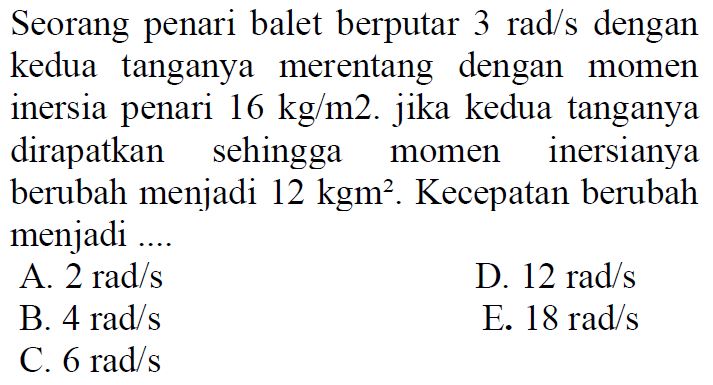 Seorang penari balet berputar 3 rad/s dengan
kedua tanganya merentang dengan momen
inersia penari 16 kg/m2. jika kedua tanganya
dirapatkan sehingga momen inersianya
berubah menjadi 12 kgm². Kecepatan berubah
menjadi ....
A. 2 rad/s
B. 4 rad/s
C. 6 rad/s
D. 12 rad/s
E. 18 rad/s